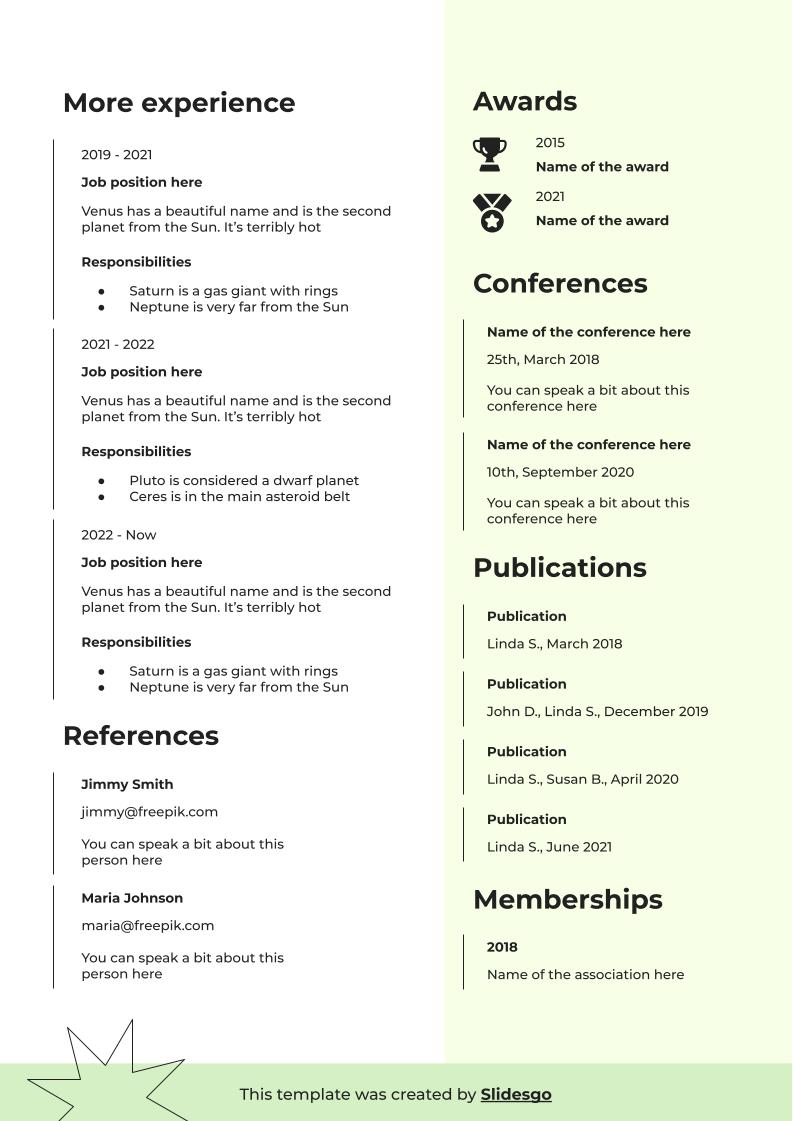 More experience
2019 - 2021
Job position here
Venus has a beautiful name and is the second
planet from the Sun. It’s terribly hot
Responsibilities
● Saturn is a gas giant with rings
● Neptune is very far from the Sun
2021 - 2022
Job position here
Venus has a beautiful name and is the second
planet from the Sun. It’s terribly hot
Responsibilities
● Pluto is considered a dwarf planet
● Ceres is in the main asteroid belt
2022 - Now
Job position here
Venus has a beautiful name and is the second
planet from the Sun. It’s terribly hot
Responsibilities
● Saturn is a gas giant with rings
● Neptune is very far from the Sun
References
Jimmy Smith
jimmy@freepik.com
You can speak a bit about this
person here
Maria Johnson
maria@freepik.com
You can speak a bit about this
person here
Awards
2015
Name of the award
2021
Name of the award
Conferences
Name of the conference here
25th, March 2018
You can speak a bit about this
conference here
Name of the conference here
10th, September 2020
You can speak a bit about this
conference here
Publications
Publication
Linda S., March 2018
Publication
John D., Linda S., December 2019
Publication
Linda S., Susan B., April 2020
Publication
Linda S., June 2021
Memberships
2018
Name of the association here
This template was created by Slidesgo